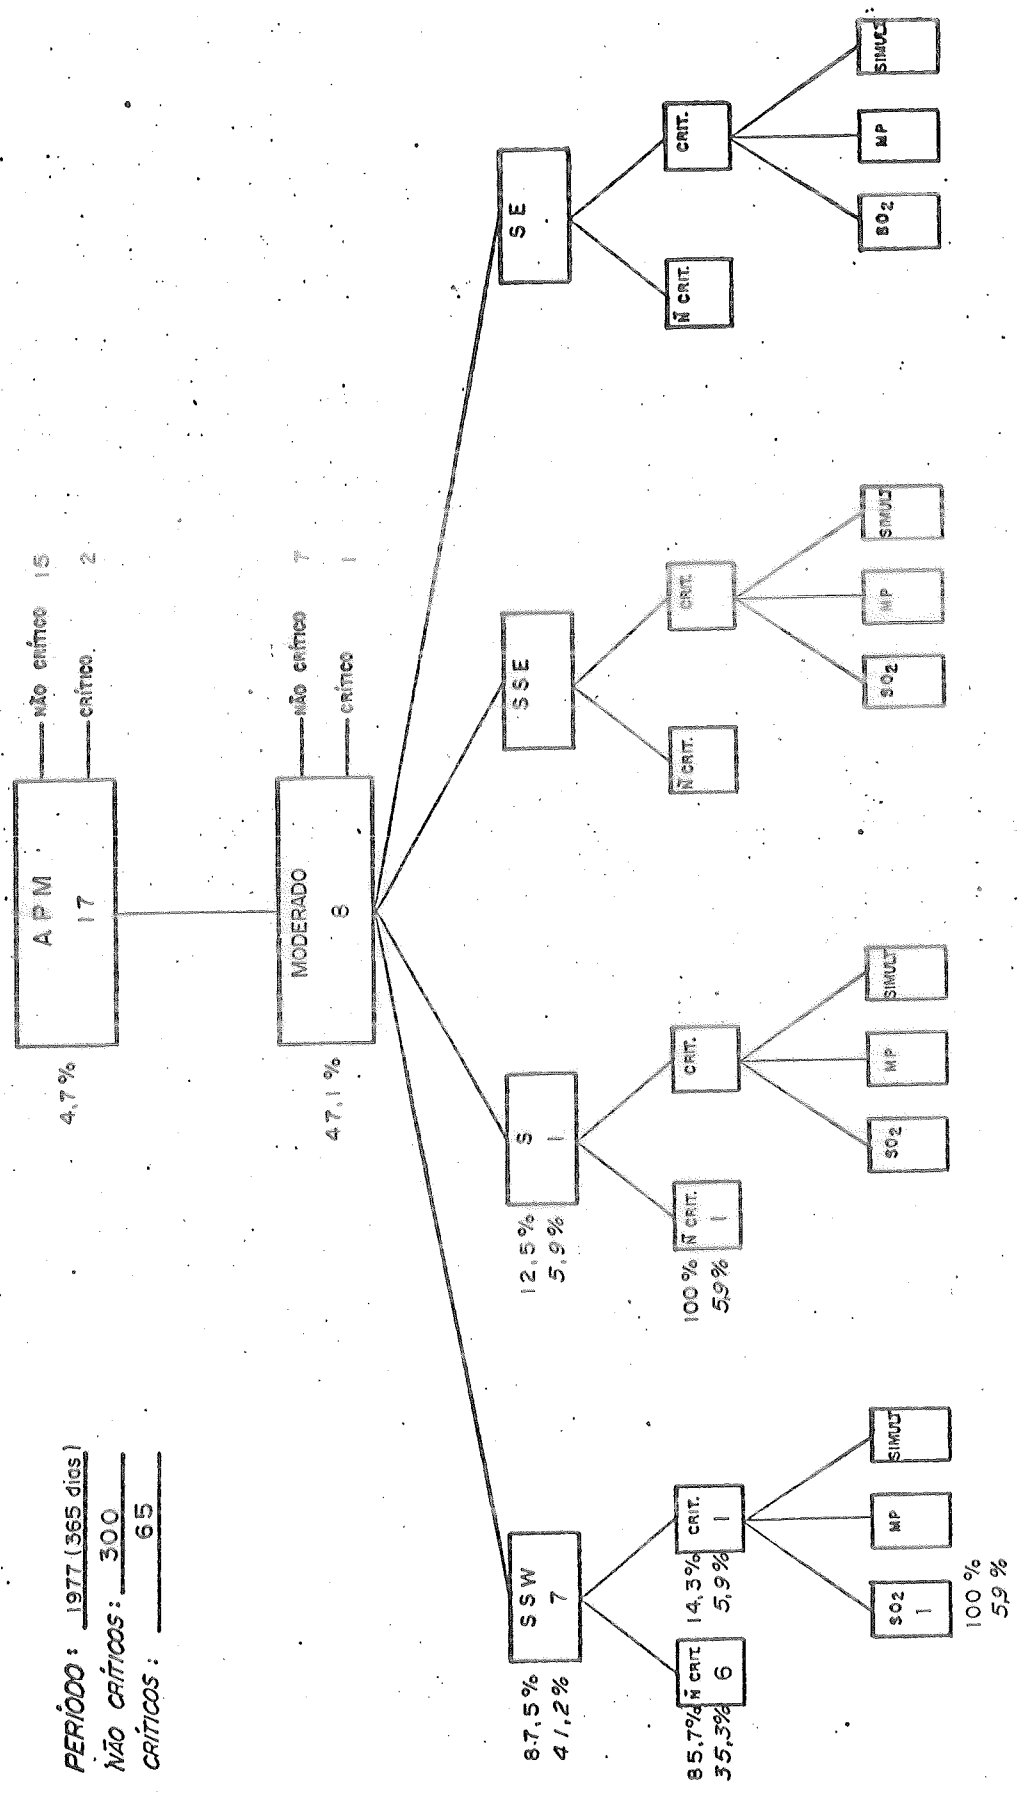 PERÍODO: 1977 (365 dias)
NÃO CRÍTICOS: 300
CRÍTICOS: 65
4,7%
A P M
17
NÃO CRÍTICO 15
CRÍTICO 2
47,1%
MODERADO
8
NÃO CRÍTICO 7
CRÍTICO 1
87,5%
41,2%
SSW
7
12,5%
5,9%
S
1
SSE
SE
85,7%
35,3%
Ñ CRIT.
6
14,3%
5,9%
CRIT.
1
100%
5,9%
Ñ CRIT.
1
CRIT.
Ñ CRIT.
CRIT.
Ñ CRIT.
CRIT.
SO2
1
100%
5,9%
MP
SIMULT
SO2
MP
SIMULT
SO2
MP
SIMULT
SO2
MP
SIMULT